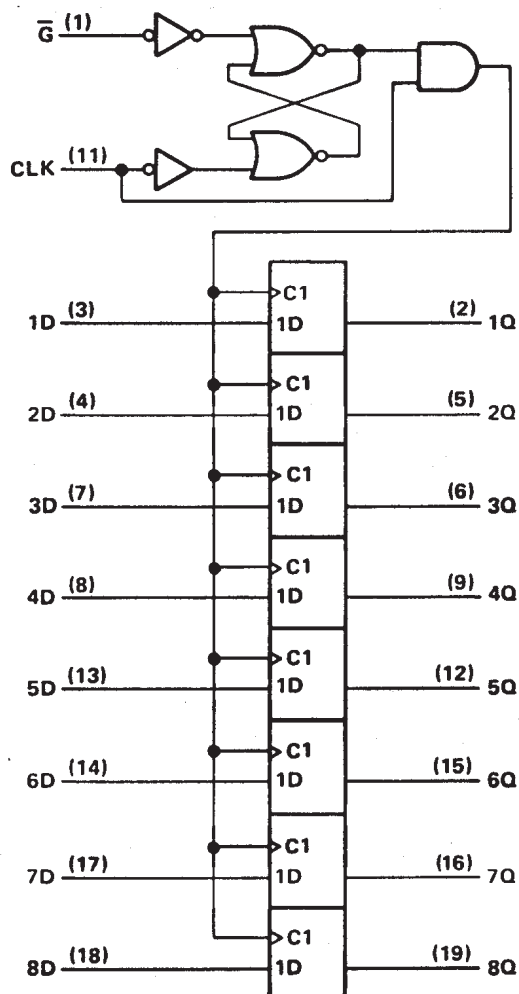 G̅ (1)
CLK (11)
C1
1D (3) 1D (2) 1Q
C1
2D (4) 1D (5) 2Q
C1
3D (7) 1D (6) 3Q
C1
4D (8) 1D (9) 4Q
C1
5D (13) 1D (12) 5Q
C1
6D (14) 1D (15) 6Q
C1
7D (17) 1D (16) 7Q
C1
8D (18) 1D (19) 8Q